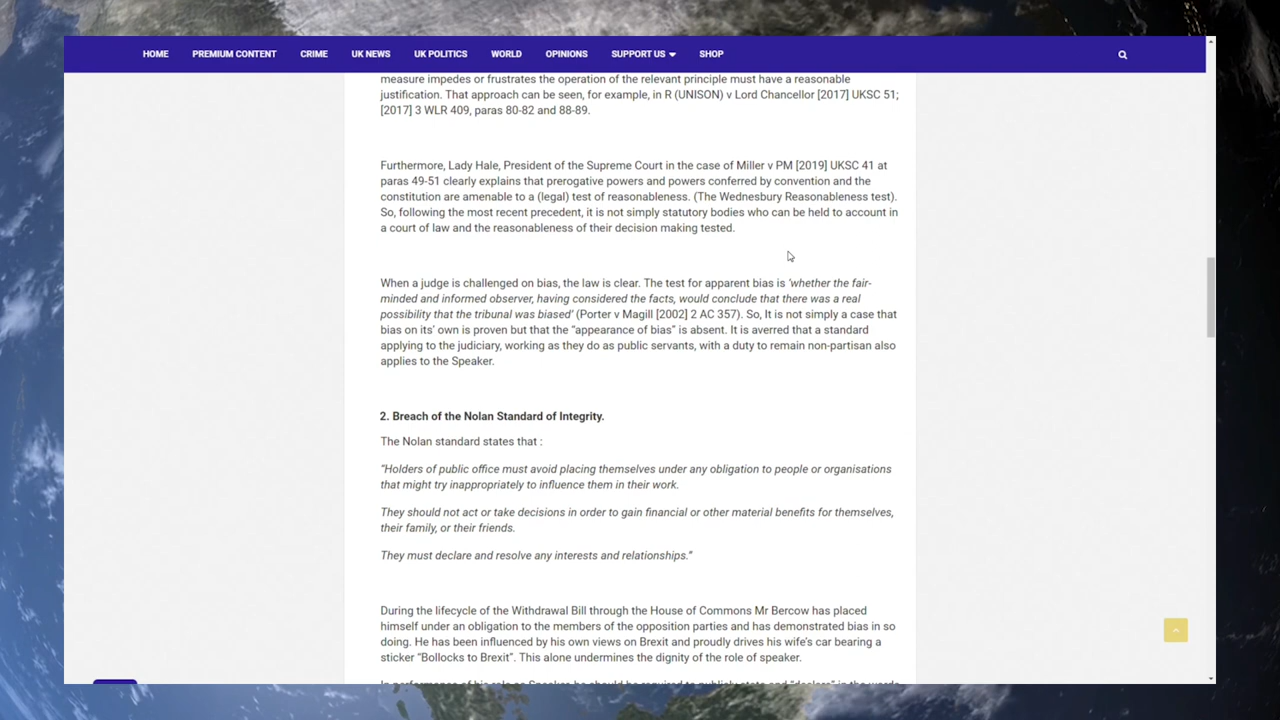 HOME PREMIUM CONTENT CRIME UK NEWS UK POLITICS WORLD OPINIONS SUPPORT US SHOP
measure impedes or frustrates the operation of the relevant principle must have a reasonable
justification. That approach can be seen, for example, in R (UNISON) v Lord Chancellor [2017] UKSC 51;
[2017] 3 WLR 409, paras 80-82 and 88-89.
Furthermore, Lady Hale, President of the Supreme Court in the case of Miller v PM [2019] UKSC 41 at
paras 49-51 clearly explains that prerogative powers and powers conferred by convention and the
constitution are amenable to a (legal) test of reasonableness. (The Wednesbury Reasonableness test).
So, following the most recent precedent, it is not simply statutory bodies who can be held to account in
a court of law and the reasonableness of their decision making tested.
When a judge is challenged on bias, the law is clear. The test for apparent bias is ‘whether the fair-
minded and informed observer, having considered the facts, would conclude that there was a real
possibility that the tribunal was biased’ (Porter v Magill [2002] 2 AC 357). So, It is not simply a case that
bias on its’ own is proven but that the “appearance of bias” is absent. It is averred that a standard
applying to the judiciary, working as they do as public servants, with a duty to remain non-partisan also
applies to the Speaker.
2. Breach of the Nolan Standard of Integrity.
The Nolan standard states that :
“Holders of public office must avoid placing themselves under any obligation to people or organisations
that might try inappropriately to influence them in their work.
They should not act or take decisions in order to gain financial or other material benefits for themselves,
their family, or their friends.
They must declare and resolve any interests and relationships.”
During the lifecycle of the Withdrawal Bill through the House of Commons Mr Bercow has placed
himself under an obligation to the members of the opposition parties and has demonstrated bias in so
doing. He has been influenced by his own views on Brexit and proudly drives his wife’s car bearing a
sticker “Bollocks to Brexit”. This alone undermines the dignity of the role of speaker.